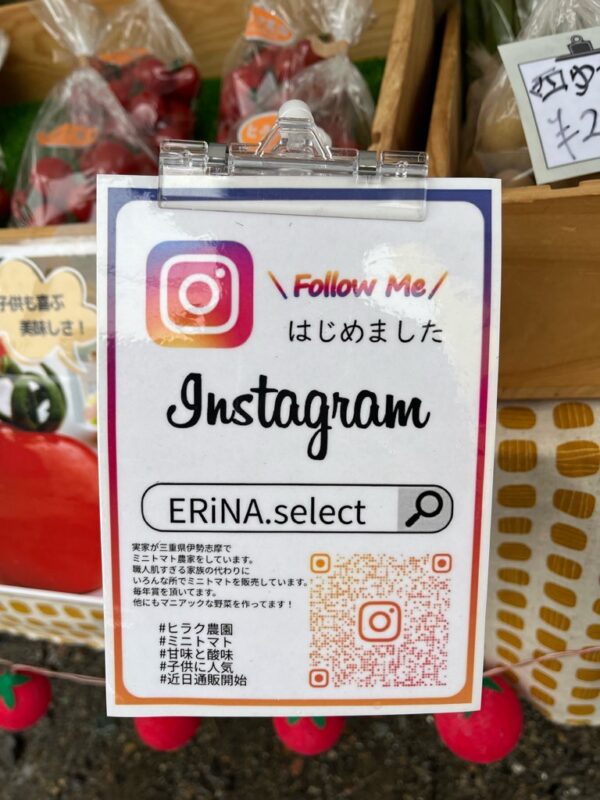 \Follow Me/
はじめました
Instagram
ERiNA.select
実家が三重県伊勢志摩で
ミニトマト農家をしています。
職人肌すぎる家族の代わりに
いろんな所でミニトマトを販売しています。
毎年賞を頂いてます。
他にもマニアックな野菜を作ってます！
#ヒラク農園
#ミニトマト
#甘味と酸味
#子供に人気
#近日通販開始
子供も喜ぶ
美味しさ！
¥2